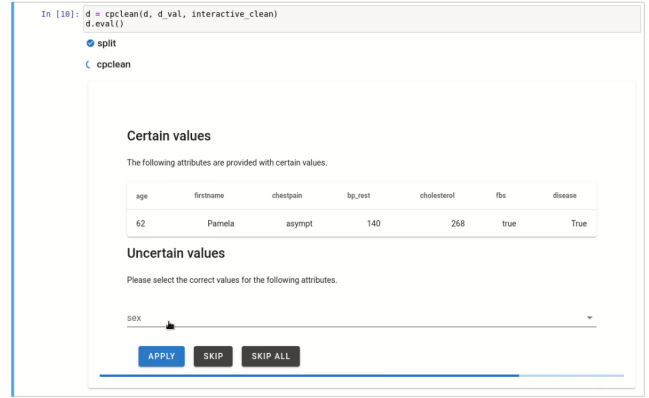 In [10]: d = cpclean(d, d_val, interactive_clean)
d.eval()
split
cpclean
Certain values
The following attributes are provided with certain values.
age firstname chestpain bp_rest cholesterol fbs disease
62 Pamela asympt 140 268 true True
Uncertain values
Please select the correct values for the following attributes.
sex
APPLY SKIP SKIP ALL